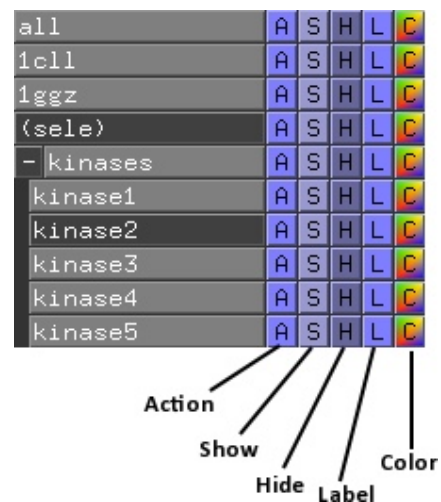 all A S H L C
1cll A S H L C
1ggz A S H L C
(sele) A S H L C
- kinases A S H L C
kinase1 A S H L C
kinase2 A S H L C
kinase3 A S H L C
kinase4 A S H L C
kinase5 A S H L C
Action
Show
Hide
Label
Color